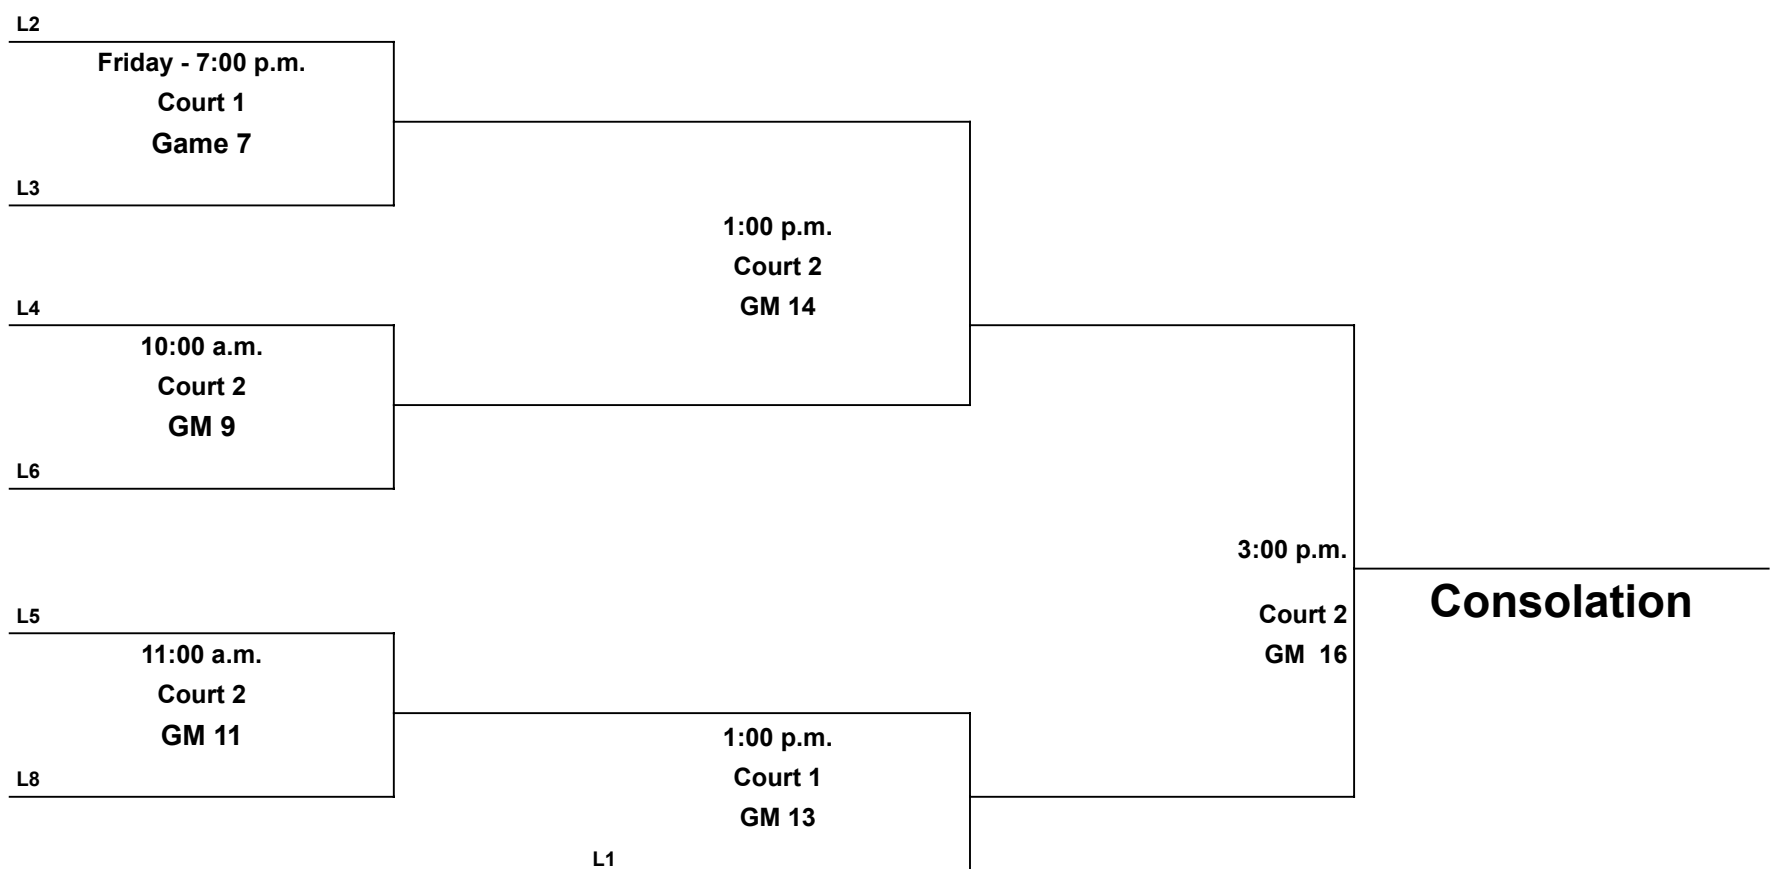 L2
Friday - 7:00 p.m.
Court 1
Game 7
L3
1:00 p.m.
Court 2
GM 14
L4
10:00 a.m.
Court 2
GM 9
L6
3:00 p.m.
Consolation
Court 2
GM 16
L5
11:00 a.m.
Court 2
GM 11
L8
1:00 p.m.
Court 1
GM 13
L1